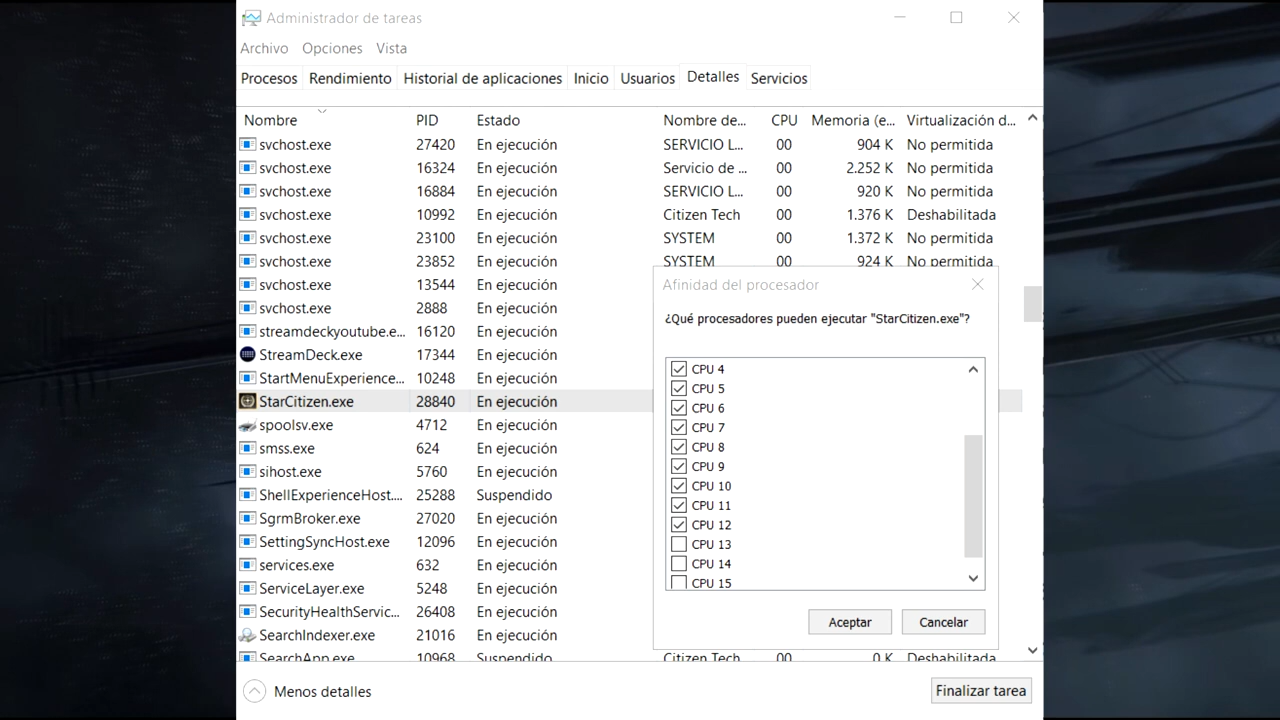 Administrador de tareas
Archivo Opciones Vista
Procesos Rendimiento Historial de aplicaciones Inicio Usuarios Detalles Servicios
Nombre PID Estado Nombre de... CPU Memoria (e... Virtualización d...
svchost.exe 27420 En ejecución SERVICIO L... 00 904 K No permitida
svchost.exe 16324 En ejecución Servicio de ... 00 2.252 K No permitida
svchost.exe 16884 En ejecución SERVICIO L... 00 920 K No permitida
svchost.exe 10992 En ejecución Citizen Tech 00 1.376 K Deshabilitada
svchost.exe 23100 En ejecución SYSTEM 00 1.372 K No permitida
svchost.exe 23852 En ejecución SYSTEM 00 924 K No permitida
svchost.exe 13544 En ejecución
svchost.exe 2888 En ejecución
streamdeckyoutube.e... 16120 En ejecución
StreamDeck.exe 17344 En ejecución
StartMenuExperience... 10248 En ejecución
StarCitizen.exe 28840 En ejecución
spoolsv.exe 4712 En ejecución
smss.exe 624 En ejecución
sihost.exe 5760 En ejecución
ShellExperienceHost.... 25288 Suspendido
SgrmBroker.exe 27020 En ejecución
SettingSyncHost.exe 12096 En ejecución
services.exe 632 En ejecución
ServiceLayer.exe 5248 En ejecución
SecurityHealthServic... 26408 En ejecución
SearchIndexer.exe 21016 En ejecución
SearchApp.exe 10968 Suspendido Citizen Tech 00 0 K Deshabilitada
Afinidad del procesador
¿Qué procesadores pueden ejecutar "StarCitizen.exe"?
CPU 4
CPU 5
CPU 6
CPU 7
CPU 8
CPU 9
CPU 10
CPU 11
CPU 12
CPU 13
CPU 14
CPU 15
Aceptar Cancelar
Menos detalles Finalizar tarea